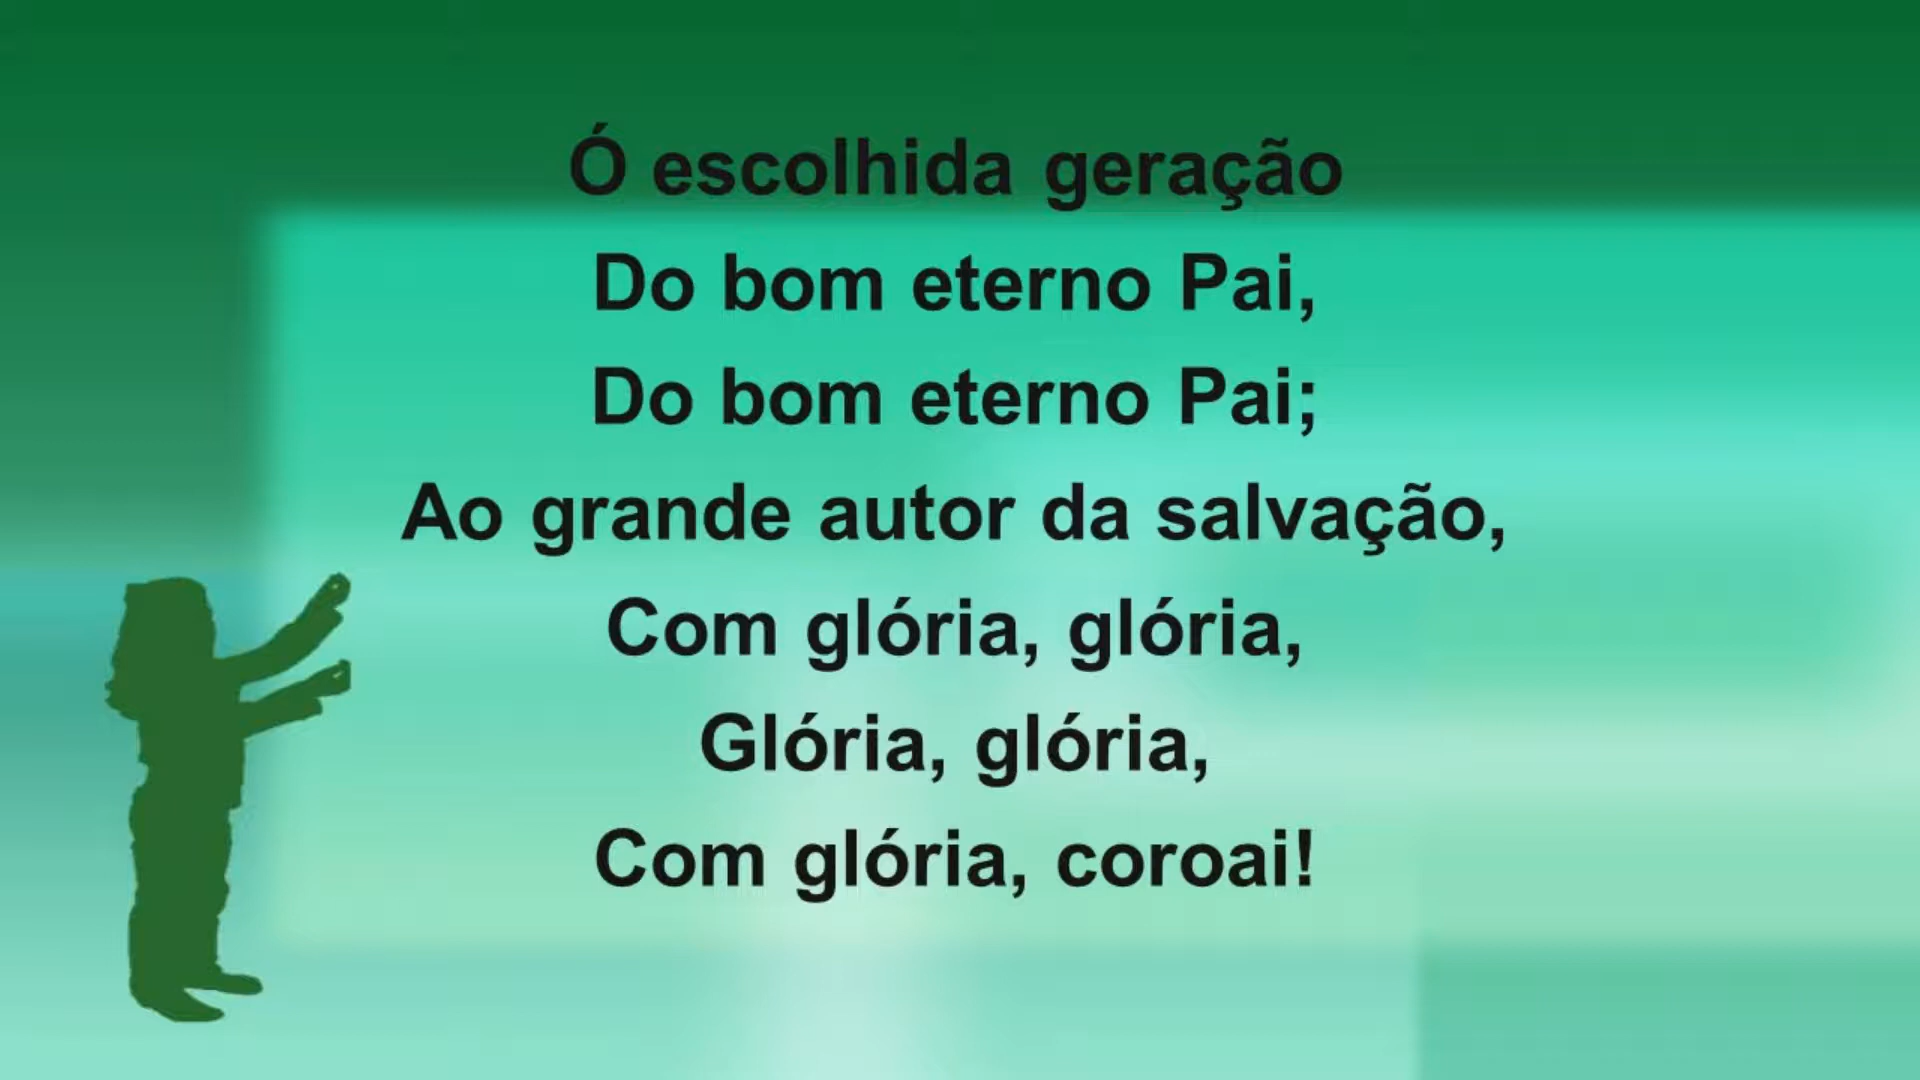 Ó escolhida geração
Do bom eterno Pai,
Do bom eterno Pai;
Ao grande autor da salvação,
Com glória, glória,
Glória, glória,
Com glória, coroai!